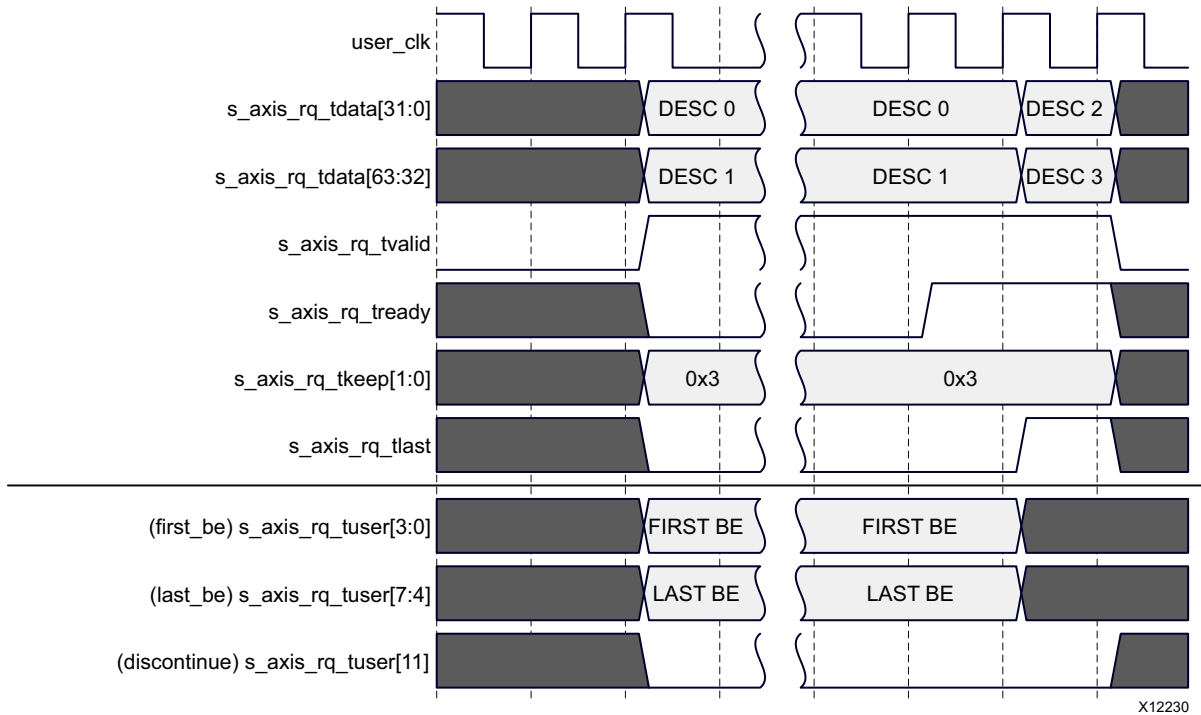 user_clk
s_axis_rq_tdata[31:0] DESC 0 DESC 0 DESC 2
s_axis_rq_tdata[63:32] DESC 1 DESC 1 DESC 3
s_axis_rq_tvalid
s_axis_rq_tready
s_axis_rq_tkeep[1:0] 0x3 0x3
s_axis_rq_tlast
(first_be) s_axis_rq_tuser[3:0] FIRST BE FIRST BE
(last_be) s_axis_rq_tuser[7:4] LAST BE LAST BE
(discontinue) s_axis_rq_tuser[11]
X12230